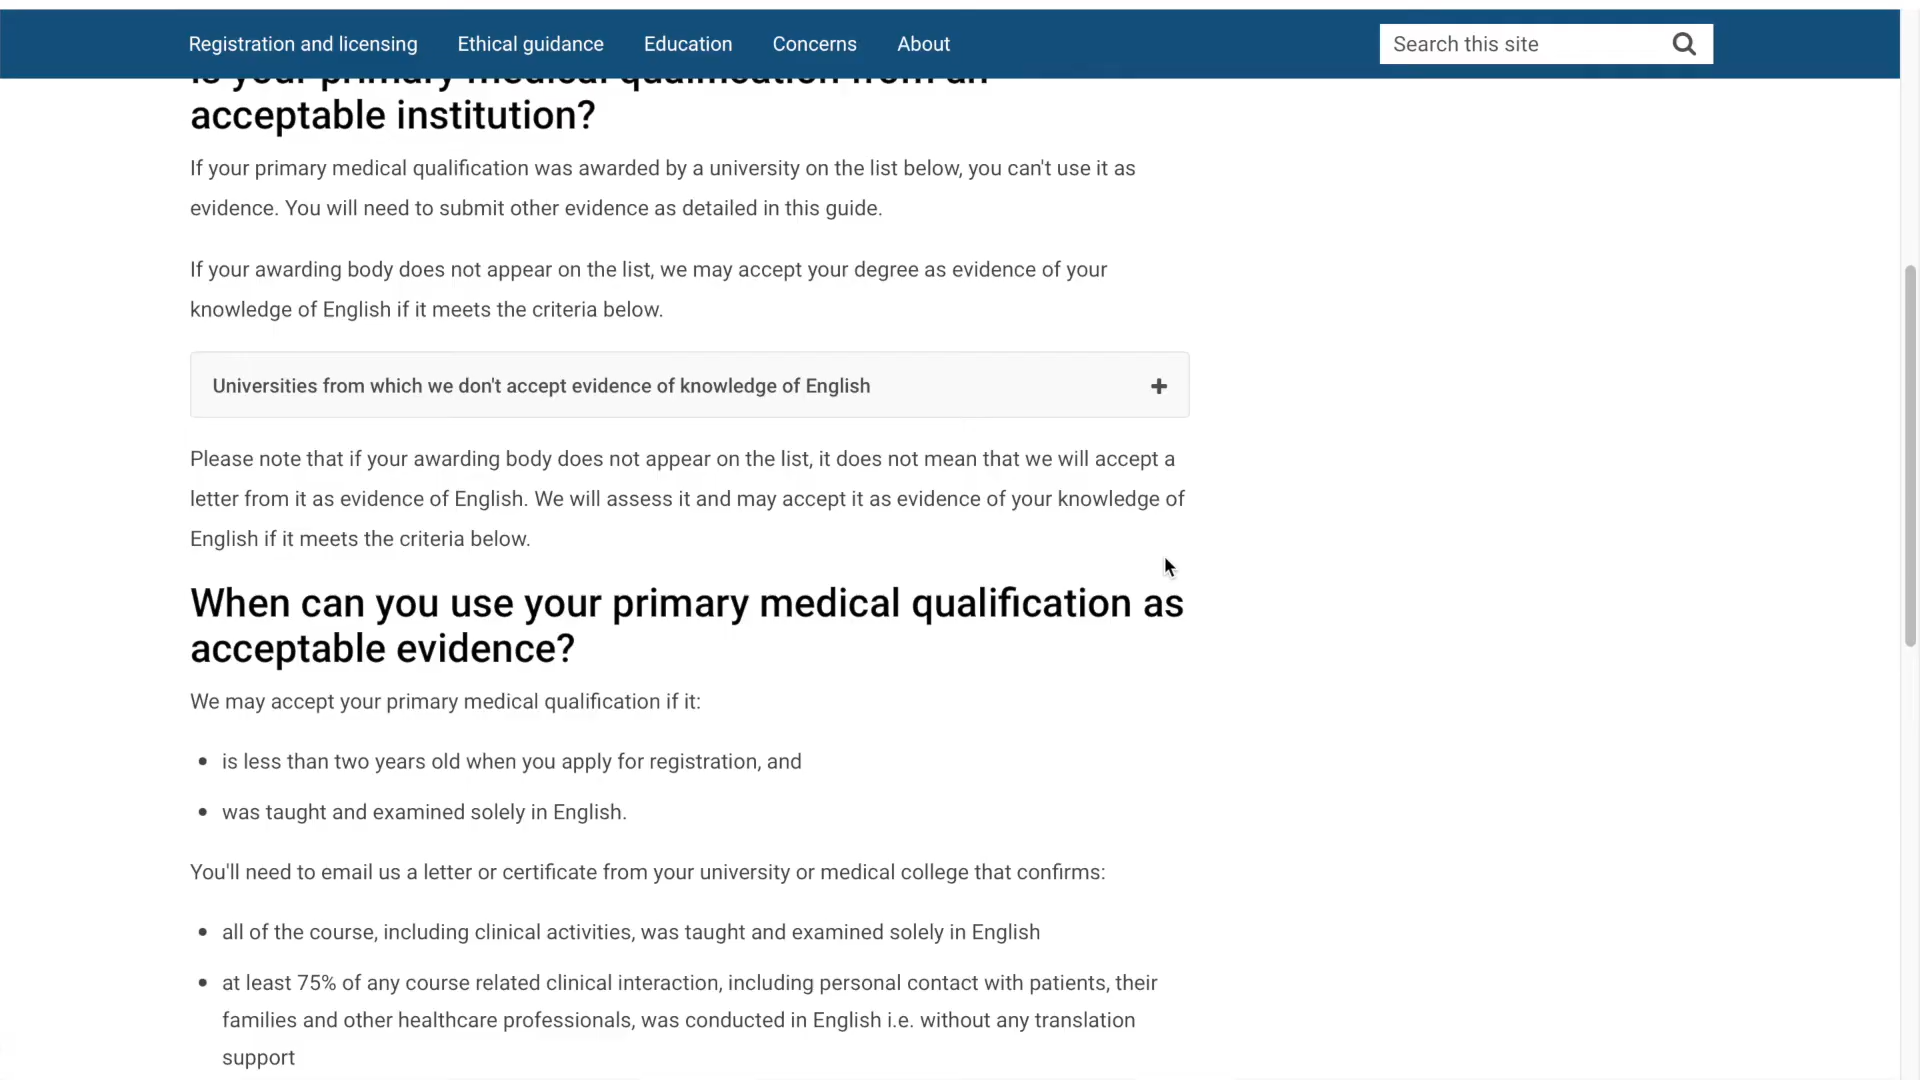 Registration and licensing Ethical guidance Education Concerns About Search this site
Is your primary medical qualification from an
acceptable institution?
If your primary medical qualification was awarded by a university on the list below, you can't use it as
evidence. You will need to submit other evidence as detailed in this guide.
If your awarding body does not appear on the list, we may accept your degree as evidence of your
knowledge of English if it meets the criteria below.
Universities from which we don't accept evidence of knowledge of English
Please note that if your awarding body does not appear on the list, it does not mean that we will accept a
letter from it as evidence of English. We will assess it and may accept it as evidence of your knowledge of
English if it meets the criteria below.
When can you use your primary medical qualification as
acceptable evidence?
We may accept your primary medical qualification if it:
• is less than two years old when you apply for registration, and
• was taught and examined solely in English.
You'll need to email us a letter or certificate from your university or medical college that confirms:
• all of the course, including clinical activities, was taught and examined solely in English
• at least 75% of any course related clinical interaction, including personal contact with patients, their
families and other healthcare professionals, was conducted in English i.e. without any translation
support